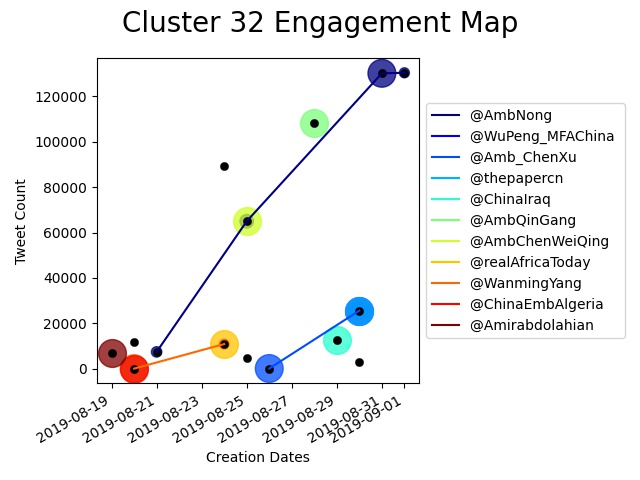 Cluster 32 Engagement Map
Tweet Count
120000
100000
80000
60000
40000
20000
0
2019-08-19
2019-08-21
2019-08-23
2019-08-25
2019-08-27
2019-08-29
2019-08-31
2019-09-01
Creation Dates
@AmbNong
@WuPeng_MFAChina
@Amb_ChenXu
@thepapercn
@ChinaIraq
@AmbQinGang
@AmbChenWeiQing
@realAfricaToday
@WanmingYang
@ChinaEmbAlgeria
@Amirabdolahian